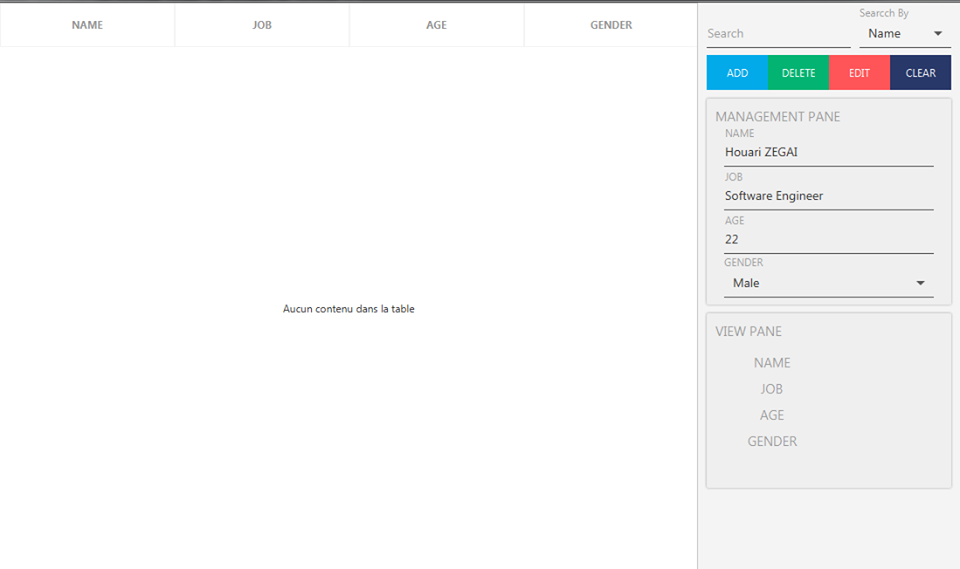 NAME JOB AGE GENDER
Aucun contenu dans la table
Searcch By
Search Name
ADD DELETE EDIT CLEAR
MANAGEMENT PANE
NAME
Houari ZEGAI
JOB
Software Engineer
AGE
22
GENDER
Male
VIEW PANE
NAME
JOB
AGE
GENDER